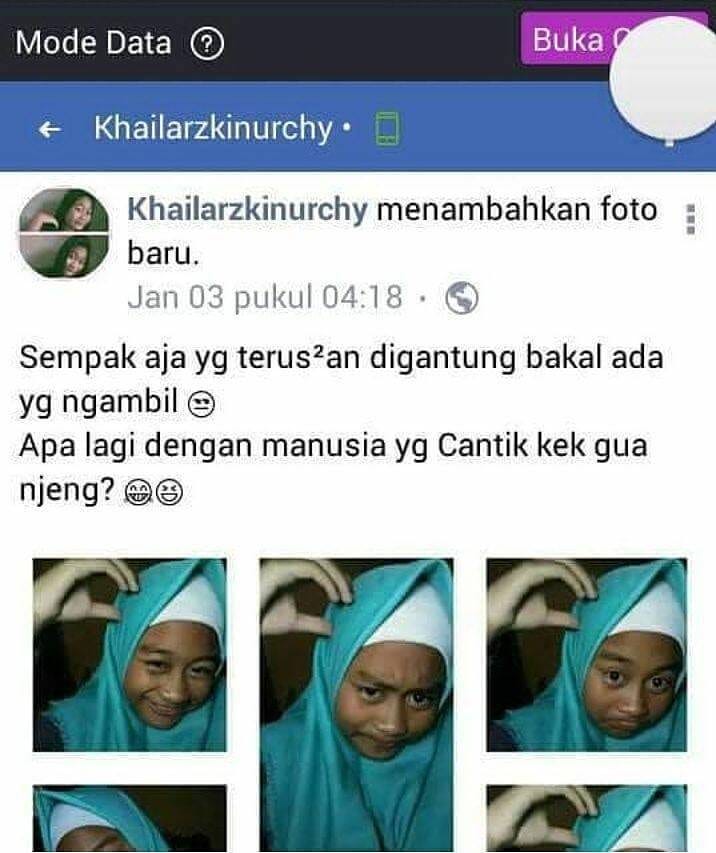 Mode Data ?
Buka
Khailarzkinurchy •
Khailarzkinurchy menambahkan foto
baru.
Jan 03 pukul 04:18 ·
Sempak aja yg terus²an digantung bakal ada
yg ngambil 😒
Apa lagi dengan manusia yg Cantik kek gua
njeng? 😁😆